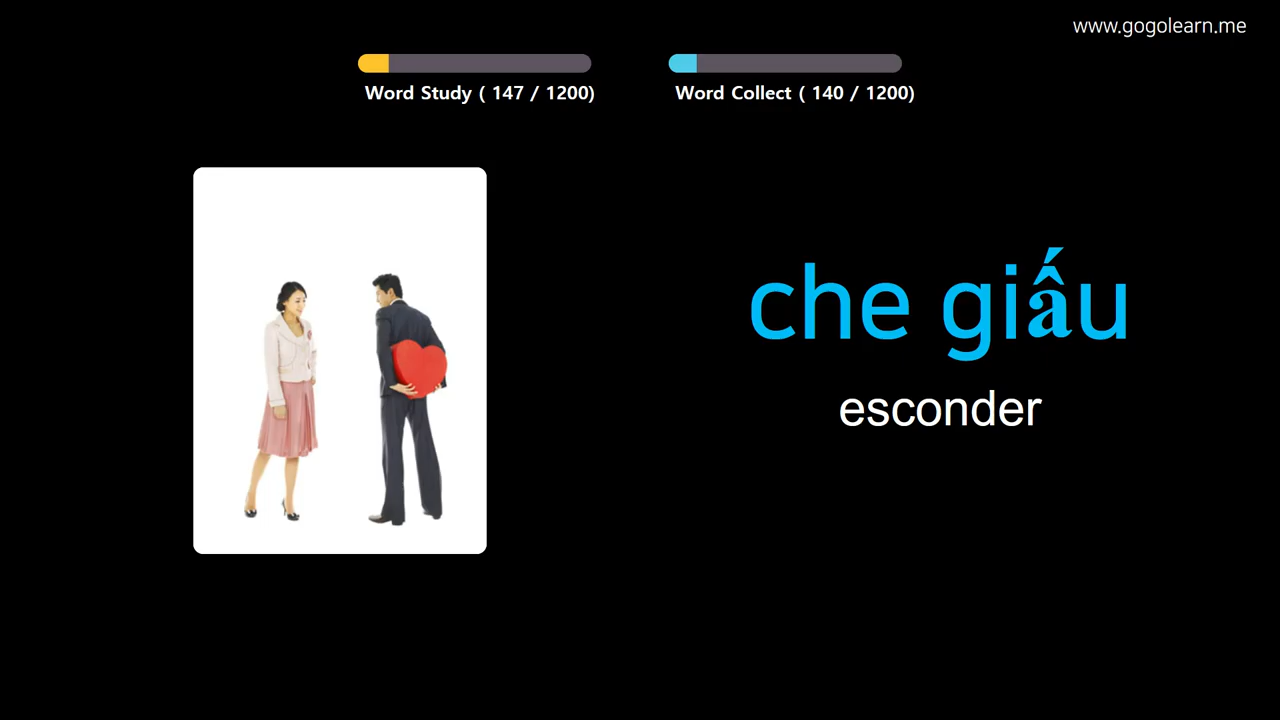 www.gogolearn.me
Word Study ( 147 / 1200)
Word Collect ( 140 / 1200)
che giấu
esconder